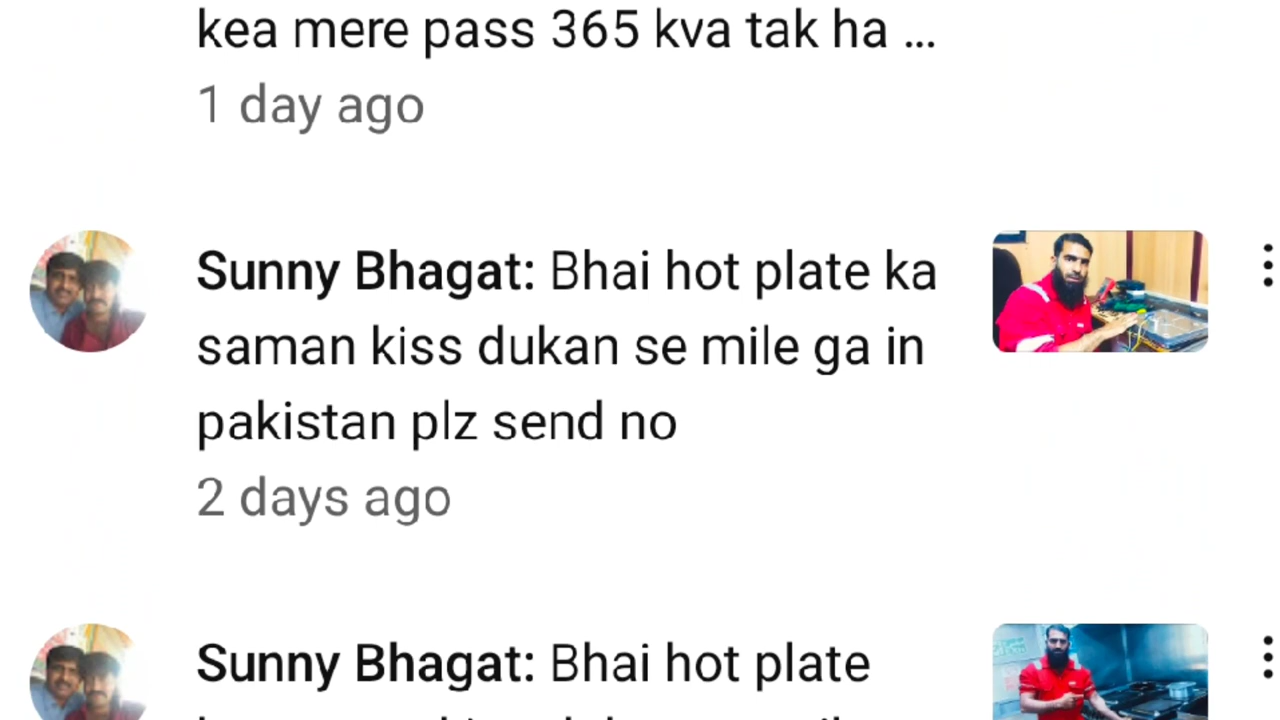 kea mere pass 365 kva tak ha ...
1 day ago
Sunny Bhagat: Bhai hot plate ka
saman kiss dukan se mile ga in
pakistan plz send no
2 days ago
Sunny Bhagat: Bhai hot plate